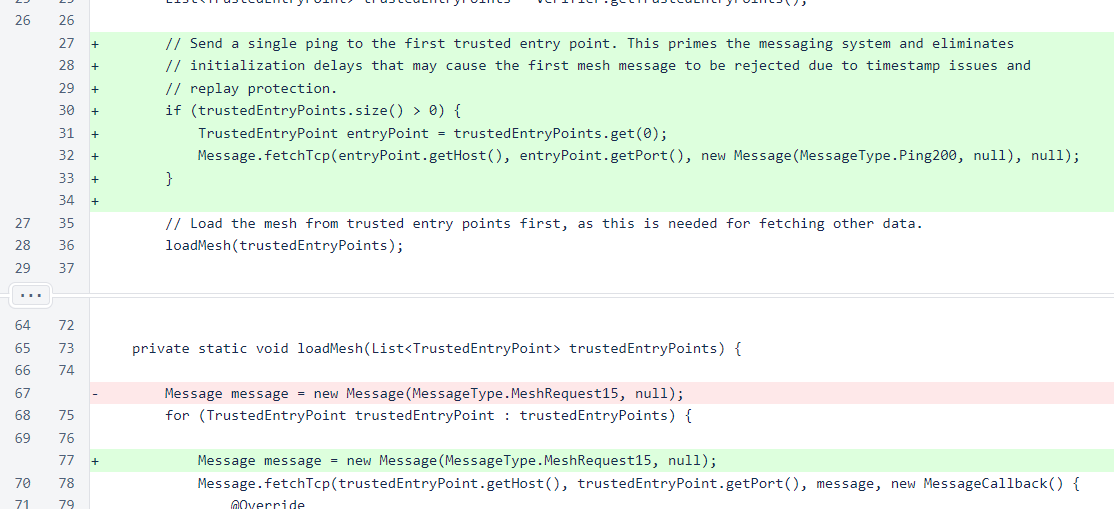 25 25 List<TrustedEntryPoint> trustedEntryPoints = Verifier.getTrustedEntryPoints();
26 26
27 + // Send a single ping to the first trusted entry point. This primes the messaging system and eliminates
28 + // initialization delays that may cause the first mesh message to be rejected due to timestamp issues and
29 + // replay protection.
30 + if (trustedEntryPoints.size() > 0) {
31 + TrustedEntryPoint entryPoint = trustedEntryPoints.get(0);
32 + Message.fetchTcp(entryPoint.getHost(), entryPoint.getPort(), new Message(MessageType.Ping200, null), null);
33 + }
34 +
27 35 // Load the mesh from trusted entry points first, as this is needed for fetching other data.
28 36 loadMesh(trustedEntryPoints);
29 37
...
64 72
65 73 private static void loadMesh(List<TrustedEntryPoint> trustedEntryPoints) {
66 74
67 - Message message = new Message(MessageType.MeshRequest15, null);
68 75 for (TrustedEntryPoint trustedEntryPoint : trustedEntryPoints) {
69 76
77 + Message message = new Message(MessageType.MeshRequest15, null);
70 78 Message.fetchTcp(trustedEntryPoint.getHost(), trustedEntryPoint.getPort(), message, new MessageCallback() {
71 79 @Override